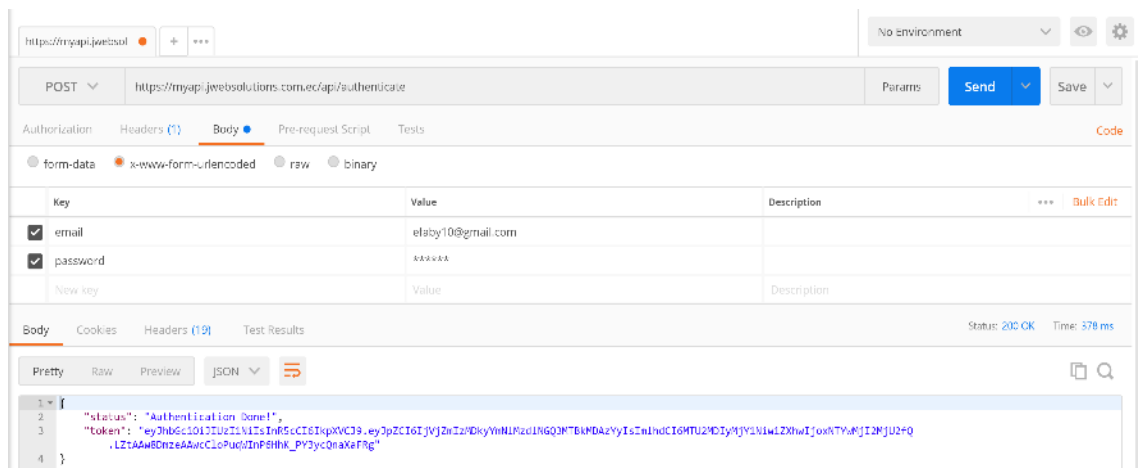 https://myapi.jwebsol
+ •••
No Environment
POST
https://myapi.jwebsolutions.com.ec/api/authenticate
Params
Send
Save
Authorization Headers (1) Body Pre-request Script Tests
Code
form-data x-www-form-urlencoded raw binary
Key Value Description ••• Bulk Edit
email elaby10@gmail.com
password ******
New key Value Description
Body Cookies Headers (19) Test Results
Status: 200 OK Time: 378 ms
Pretty Raw Preview JSON
1 {
2 "status": "Authentication Done!",
3 "token":
4 }